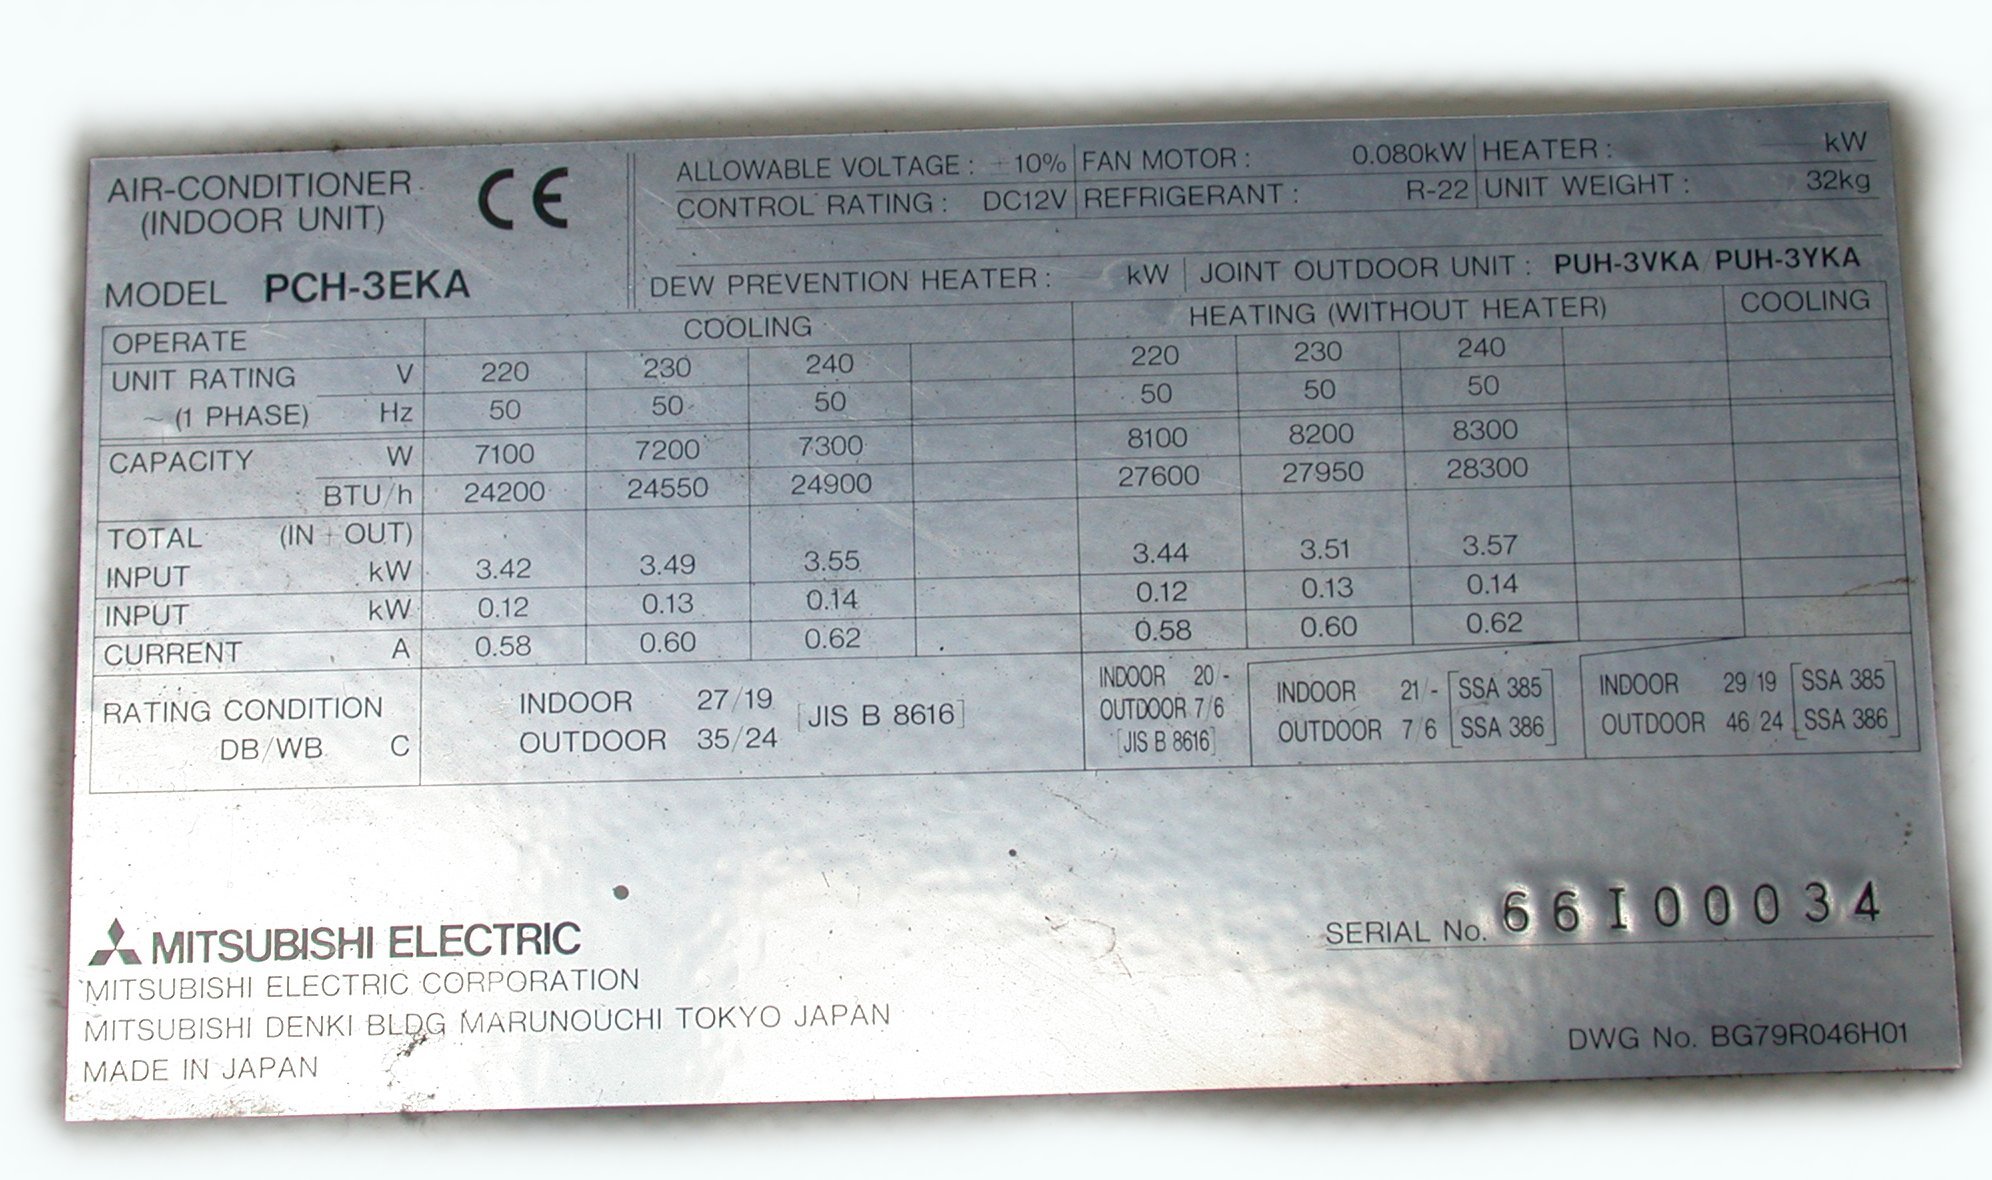 AIR-CONDITIONER
(INDOOR UNIT)
CE
MODEL PCH-3EKA
ALLOWABLE VOLTAGE : 10% FAN MOTOR : 0.080kW HEATER : kW
CONTROL RATING : DC12V REFRIGERANT : R-22 UNIT WEIGHT : 32kg
DEW PREVENTION HEATER : kW JOINT OUTDOOR UNIT : PUH-3VKA PUH-3YKA
OPERATE COOLING HEATING (WITHOUT HEATER) COOLING
UNIT RATING V 220 230 240 220 230 240
~ (1 PHASE) Hz 50 50 50 50 50 50
CAPACITY W 7100 7200 7300 8100 8200 8300
BTU/h 24200 24550 24900 27600 27950 28300
TOTAL (IN + OUT)
INPUT kW 3.42 3.49 3.55 3.44 3.51 3.57
INPUT kW 0.12 0.13 0.14 0.12 0.13 0.14
CURRENT A 0.58 0.60 0.62 0.58 0.60 0.62
RATING CONDITION
DB/WB C
INDOOR 27/19
OUTDOOR 35/24
[JIS B 8616]
INDOOR 20/-
OUTDOOR 7/6
[JIS B 8616]
INDOOR 21/- [SSA 385]
OUTDOOR 7/6 [SSA 386]
INDOOR 29/19 [SSA 385]
OUTDOOR 46/24 [SSA 386]
MITSUBISHI ELECTRIC
MITSUBISHI ELECTRIC CORPORATION
MITSUBISHI DENKI BLDG MARUNOUCHI TOKYO JAPAN
MADE IN JAPAN
SERIAL No. 66I00034
DWG No. BG79R046H01